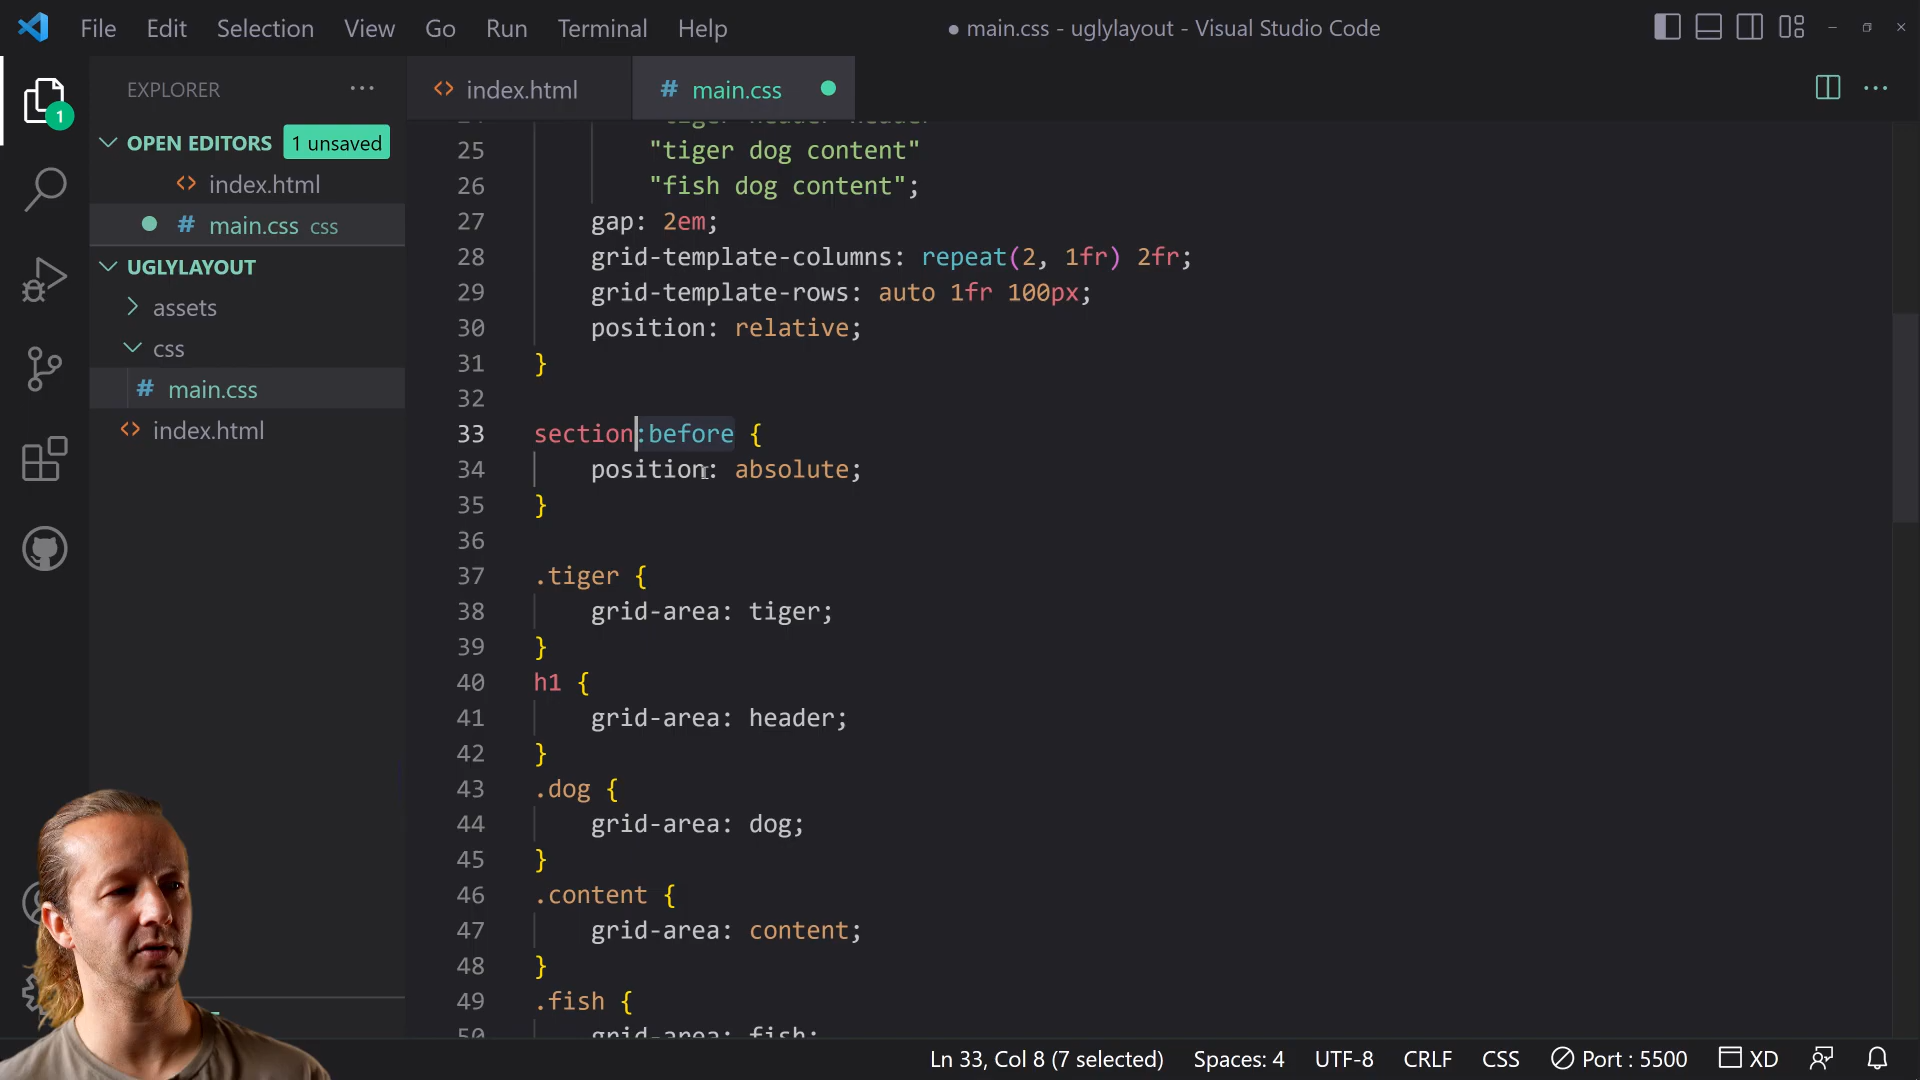 File Edit Selection View Go Run Terminal Help
● main.css - uglylayout - Visual Studio Code
EXPLORER
index.html
# main.css
1
OPEN EDITORS
1 unsaved
index.html
# main.css css
UGLYLAYOUT
assets
css
# main.css
index.html
25 "tiger dog content"
26 "fish dog content";
27 gap: 2em;
28 grid-template-columns: repeat(2, 1fr) 2fr;
29 grid-template-rows: auto 1fr 100px;
30 position: relative;
31 }
32
33 section:before {
34 position: absolute;
35 }
36
37 .tiger {
38 grid-area: tiger;
39 }
40 h1 {
41 grid-area: header;
42 }
43 .dog {
44 grid-area: dog;
45 }
46 .content {
47 grid-area: content;
48 }
49 .fish {
50 grid-area: fish;
Ln 33, Col 8 (7 selected) Spaces: 4 UTF-8 CRLF CSS Port : 5500 XD